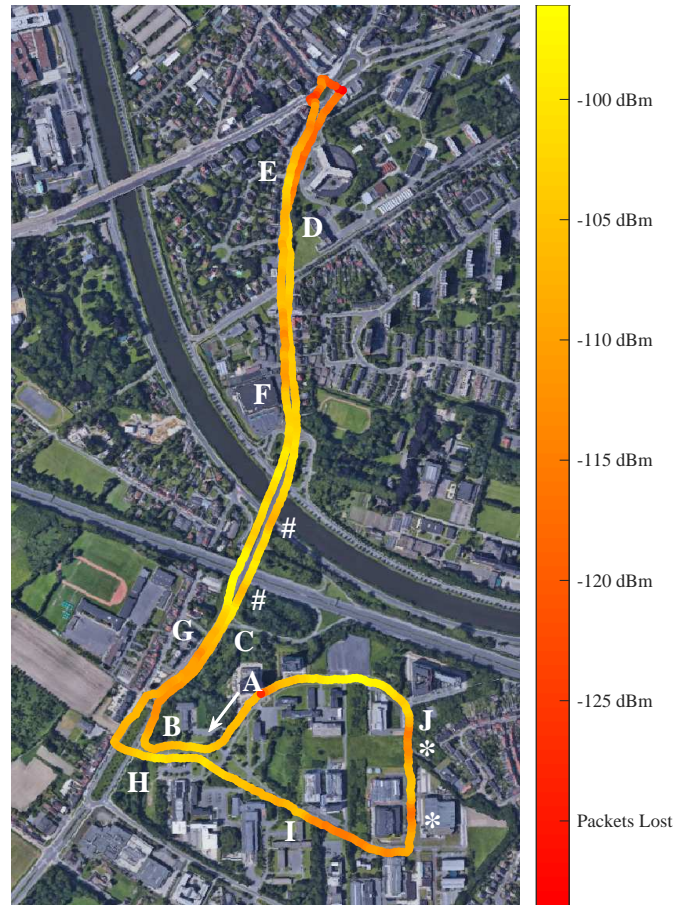 -100 dBm
E
D
-105 dBm
-110 dBm
F
-115 dBm
#
-120 dBm
#
G
C
A
-125 dBm
B
J
*
H
I
*
Packets Lost